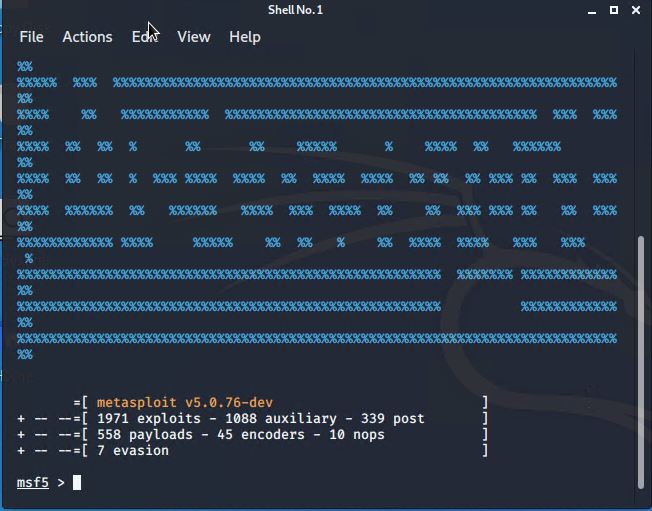 Shell No. 1
File Actions Edit View Help
%%
%%%%%  %%%  %%%%%%%%%%%%%%%%%%%%%%%%%%%%%%%%%%%%%%%%%%%%%%%%%%%%%%%%%%%%%%%
%%
%%%%    %%   %%%%%%%%%%%  %%%%%%%%%%%%%%%%%%%%%%%%%%%%%%%%%%%%%%%  %%%  %%%
%%
%%%%  %%  %%  %      %%      %%    %%%%%      %    %%%%  %%   %%%%%%
%%
%%%%  %%  %%  %  %%% %%%%  %%%%  %%  %%%%  %%%%  %% %%  %% %%% %%  %%%  %%%
%%
%%%%  %%%%%%  %%   %%%%%%   %%%%  %%%  %%%%  %%    %%  %%% %%% %%   %%  %%%
%%
%%%%%%%%%%%% %%%%     %%%%%    %%  %%   %    %%  %%%%  %%%%   %%%   %%%
%
%%%%%%%%%%%%%%%%%%%%%%%%%%%%%%%%%%%%%%%%%%%%%%%%%%%%%  %%%%%%% %%%%%%%%%%%%
%%
%%%%%%%%%%%%%%%%%%%%%%%%%%%%%%%%%%%%%%%%%%%%%%%%%%%%%          %%%%%%%%%%%%
%%
%%%%%%%%%%%%%%%%%%%%%%%%%%%%%%%%%%%%%%%%%%%%%%%%%%%%%%%%%%%%%%%%%%%%%%%%%%%
%%
=[ metasploit v5.0.76-dev ]
+ -- --=[ 1971 exploits - 1088 auxiliary - 339 post ]
+ -- --=[ 558 payloads - 45 encoders - 10 nops ]
+ -- --=[ 7 evasion ]
msf5 >